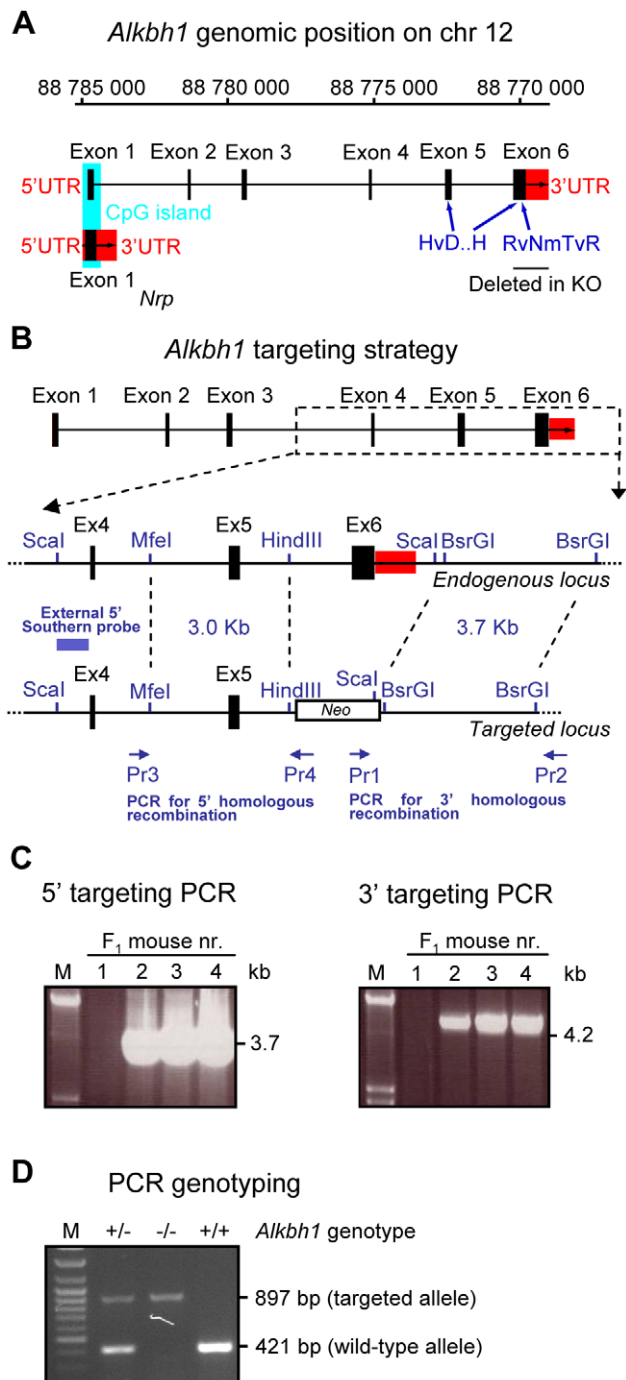 A
Alkbh1 genomic position on chr 12
88 785 000 88 780 000 88 775 000 88 770 000
Exon 1 Exon 2 Exon 3 Exon 4 Exon 5 Exon 6
5'UTR 3'UTR
CpG island
5'UTR 3'UTR HvD..H RvNmTvR
Exon 1 Nrp Deleted in KO
B
Alkbh1 targeting strategy
Exon 1 Exon 2 Exon 3 Exon 4 Exon 5 Exon 6
Ex4 Ex5 Ex6
ScaI MfeI HindIII ScaI BsrGI BsrGI
Endogenous locus
External 5'
Southern probe
3.0 Kb 3.7 Kb
Ex4 Ex5 ScaI
ScaI MfeI HindIII BsrGI BsrGI
Neo
Targeted locus
Pr3 Pr4 Pr1 Pr2
PCR for 5' homologous
recombination
PCR for 3' homologous
recombination
C
5' targeting PCR
F1 mouse nr.
M 1 2 3 4 kb
3.7
3' targeting PCR
F1 mouse nr.
M 1 2 3 4 kb
4.2
D
PCR genotyping
M +/- -/- +/+ Alkbh1 genotype
897 bp (targeted allele)
421 bp (wild-type allele)